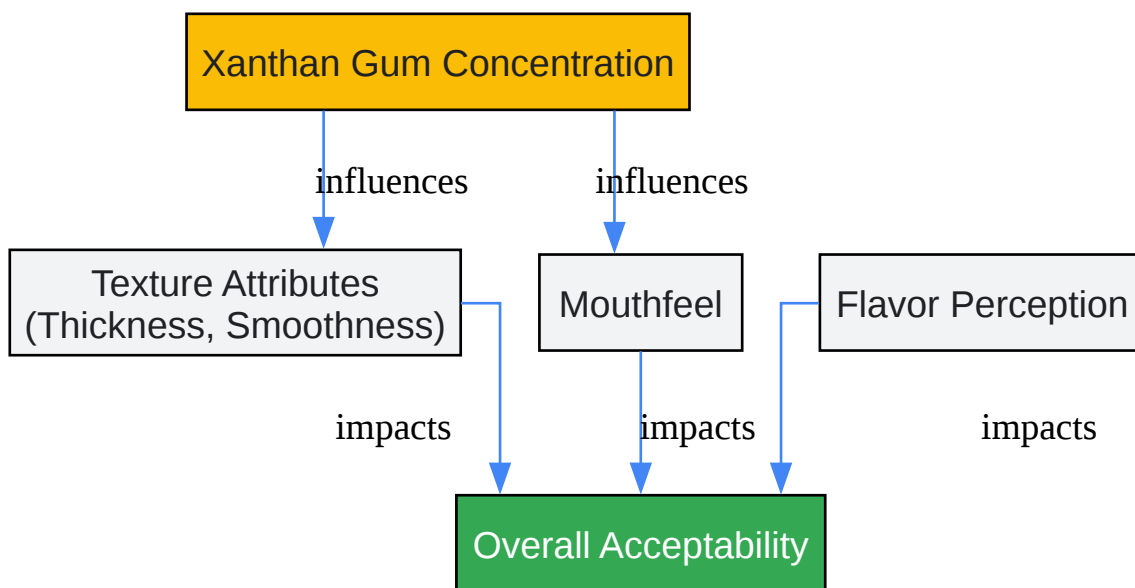 Xanthan Gum Concentration
influences
influences
Texture Attributes
(Thickness, Smoothness)
Mouthfeel
Flavor Perception
impacts
impacts
impacts
Overall Acceptability